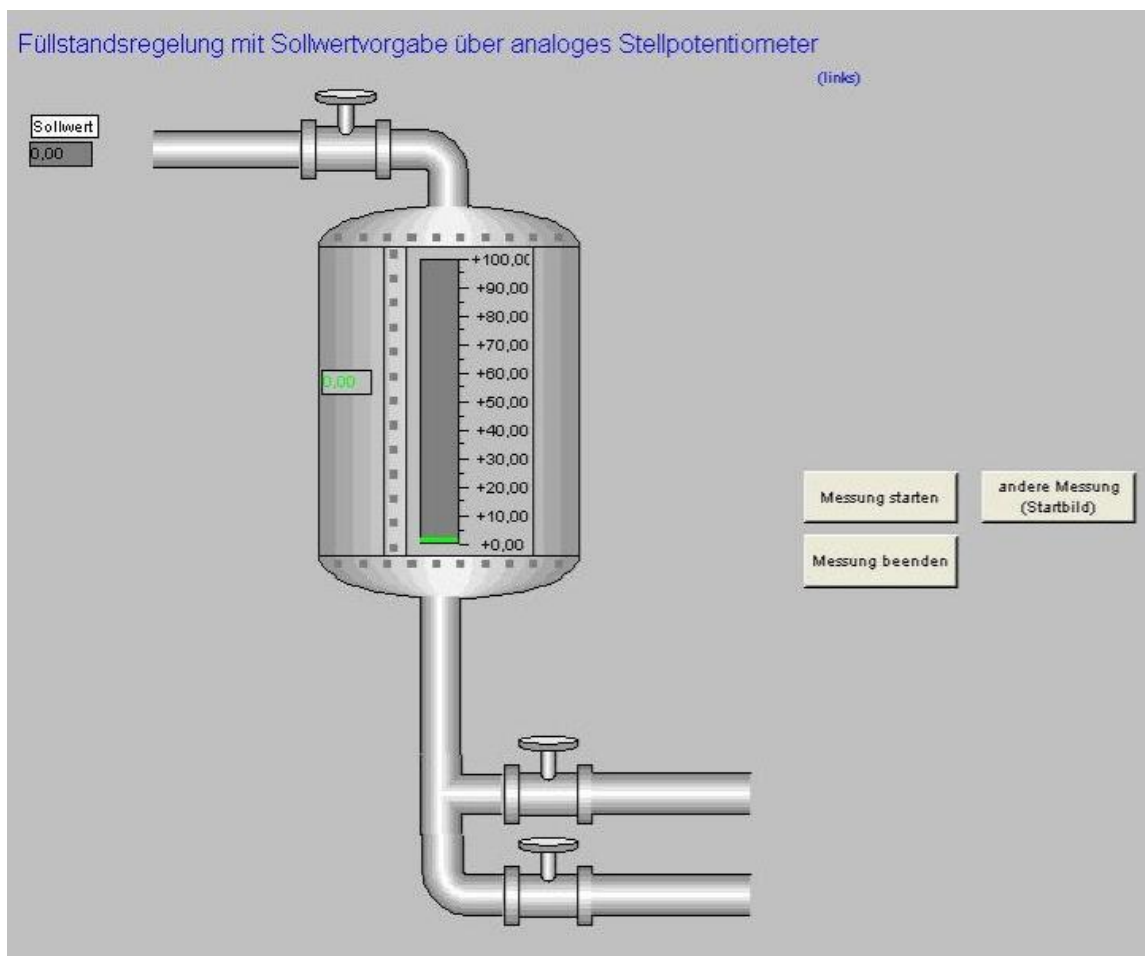 Füllstandsregelung mit Sollwertvorgabe über analoges Stellpotentiometer
(links)
Sollwert
0,00
+100,00
+90,00
+80,00
+70,00
+60,00
0,00
+50,00
+40,00
+30,00
+20,00
+10,00
+0,00
Messung starten
andere Messung
(Startbild)
Messung beenden